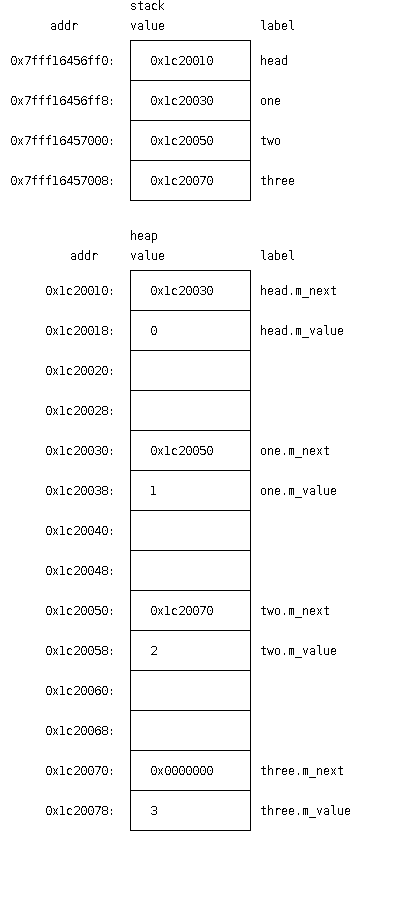 stack
addr value label
0x7fff16456ff0: 0x1c20010 head
0x7fff16456ff8: 0x1c20030 one
0x7fff16457000: 0x1c20050 two
0x7fff16457008: 0x1c20070 three
heap
addr value label
0x1c20010: 0x1c20030 head.m_next
0x1c20018: 0 head.m_value
0x1c20020:
0x1c20028:
0x1c20030: 0x1c20050 one.m_next
0x1c20038: 1 one.m_value
0x1c20040:
0x1c20048:
0x1c20050: 0x1c20070 two.m_next
0x1c20058: 2 two.m_value
0x1c20060:
0x1c20068:
0x1c20070: 0x0000000 three.m_next
0x1c20078: 3 three.m_value